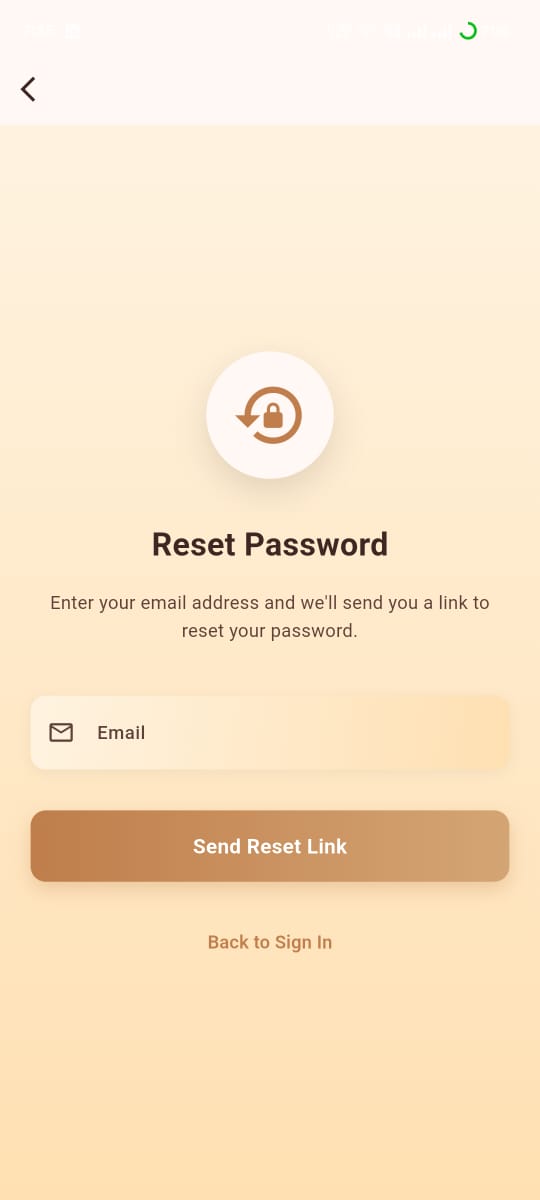 Reset Password
Enter your email address and we'll send you a link to
reset your password.
Email
Send Reset Link
Back to Sign In